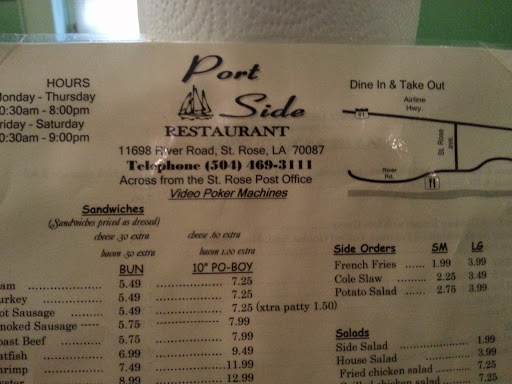 HOURS
Monday - Thursday
0:30am - 8:00pm
Friday - Saturday
0:30am - 9:00pm
Port
Side
RESTAURANT
11698 River Road, St. Rose, LA 70087
Telephone (504) 469-3111
Across from the St. Rose Post Office
Video Poker Machines
Dine In & Take Out
Airline
Hwy.
61
St. Rose
ave.
River
Rd.
Sandwiches
(Sandwiches priced as dressed)
cheese .30 extra cheese .60 extra
bacon .50 extra bacon 1.00 extra
BUN 10" PO-BOY
am 5.49 7.25
urkey 5.49 7.25
ot Sausage 5.49 7.25 (xtra patty 1.50)
moked Sausage 5.75 7.99
oast Beef 5.75 7.99
atfish 6.99 9.49
hrimp 7.49 11.99
yster 8.99 12.99
Side Orders SM LG
French Fries 1.99 3.99
Cole Slaw 2.25 3.49
Potato Salad 2.75 3.99
Salads
Side Salad 1.99
House Salad 3.99
Fried chicken salad 7.25
chicken salad 7.25